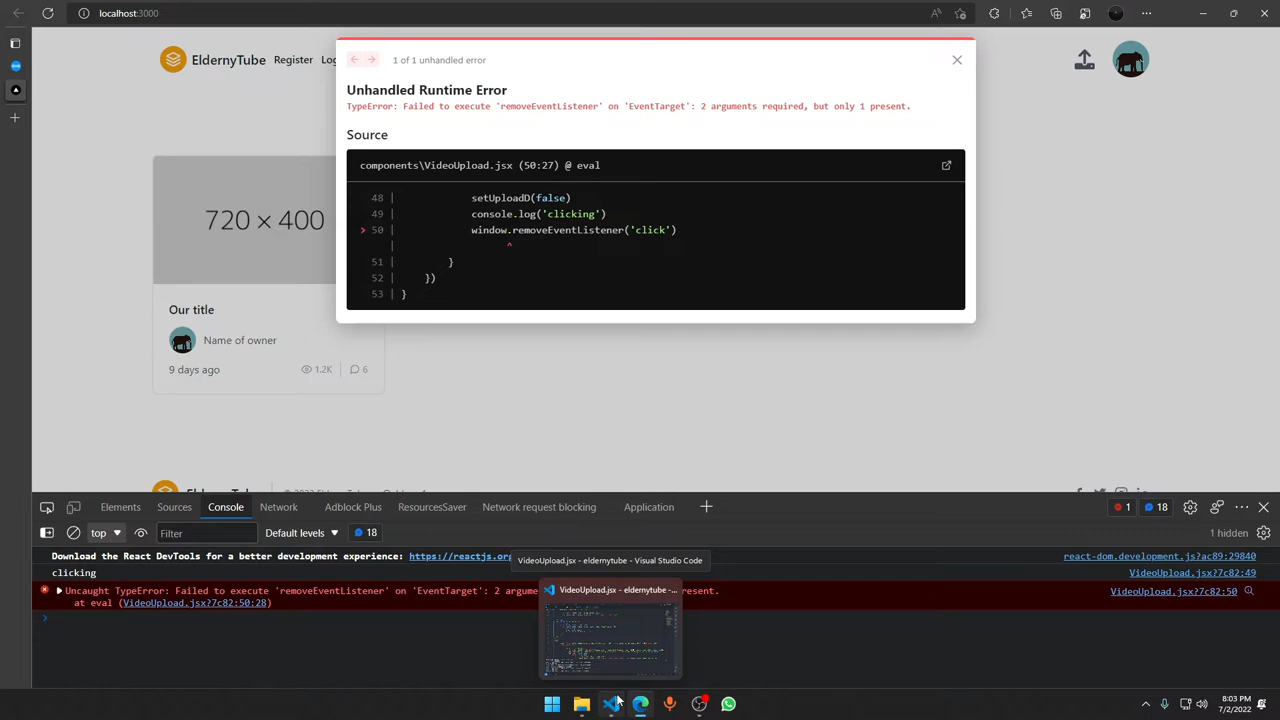 localhost:3000
EldernyTube Register
1 of 1 unhandled error
Unhandled Runtime Error
TypeError: Failed to execute 'removeEventListener' on 'EventTarget': 2 arguments required, but only 1 present.
Source
components\VideoUpload.jsx (50:27) @ eval
48 | setUploadD(false)
49 | console.log('clicking')
> 50 | window.removeEventListener('click')
| ^
51 | }
52 | })
53 | }
720 × 400
Our title
Name of owner
9 days ago 1.2K 6
Elements Sources Console Network Adblock Plus ResourcesSaver Network request blocking Application 1 18
top Filter Default levels 18 1 hidden
Download the React DevTools for a better development experience: https://reactjs.org react-dom.development.js?ac89:29840
VideoUpload.jsx - eldernytube - Visual Studio Code
clicking VideoUpload.jsx?7c82:49
VideoUpload.jsx - eldernytube -...
Uncaught TypeError: Failed to execute 'removeEventListener' on 'EventTarget': 2 VideoUpload.jsx?7c82:50
at eval (VideoUpload.jsx?7c82:50:28)
8:03 PM
7/2/2022